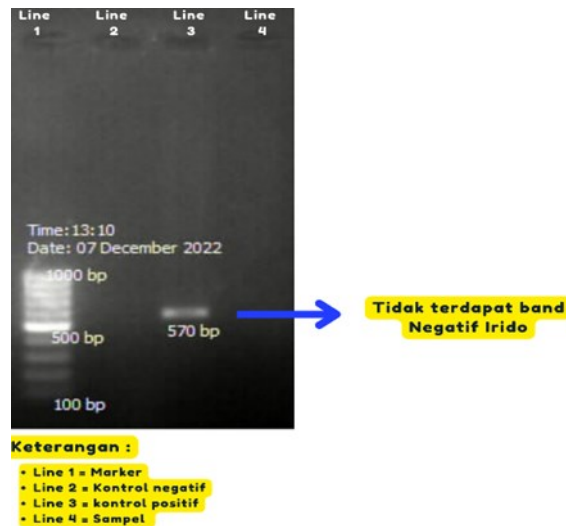 Line 1 Line 2 Line 3 Line 4
Time:13:10
Date: 07 December 2022
1000 bp
500 bp
570 bp
100 bp
Tidak terdapat band
Negatif Irido
Keterangan :
• Line 1 = Marker
• Line 2 = Kontrol negatif
• Line 3 = kontrol positif
• Line 4 = Sampel